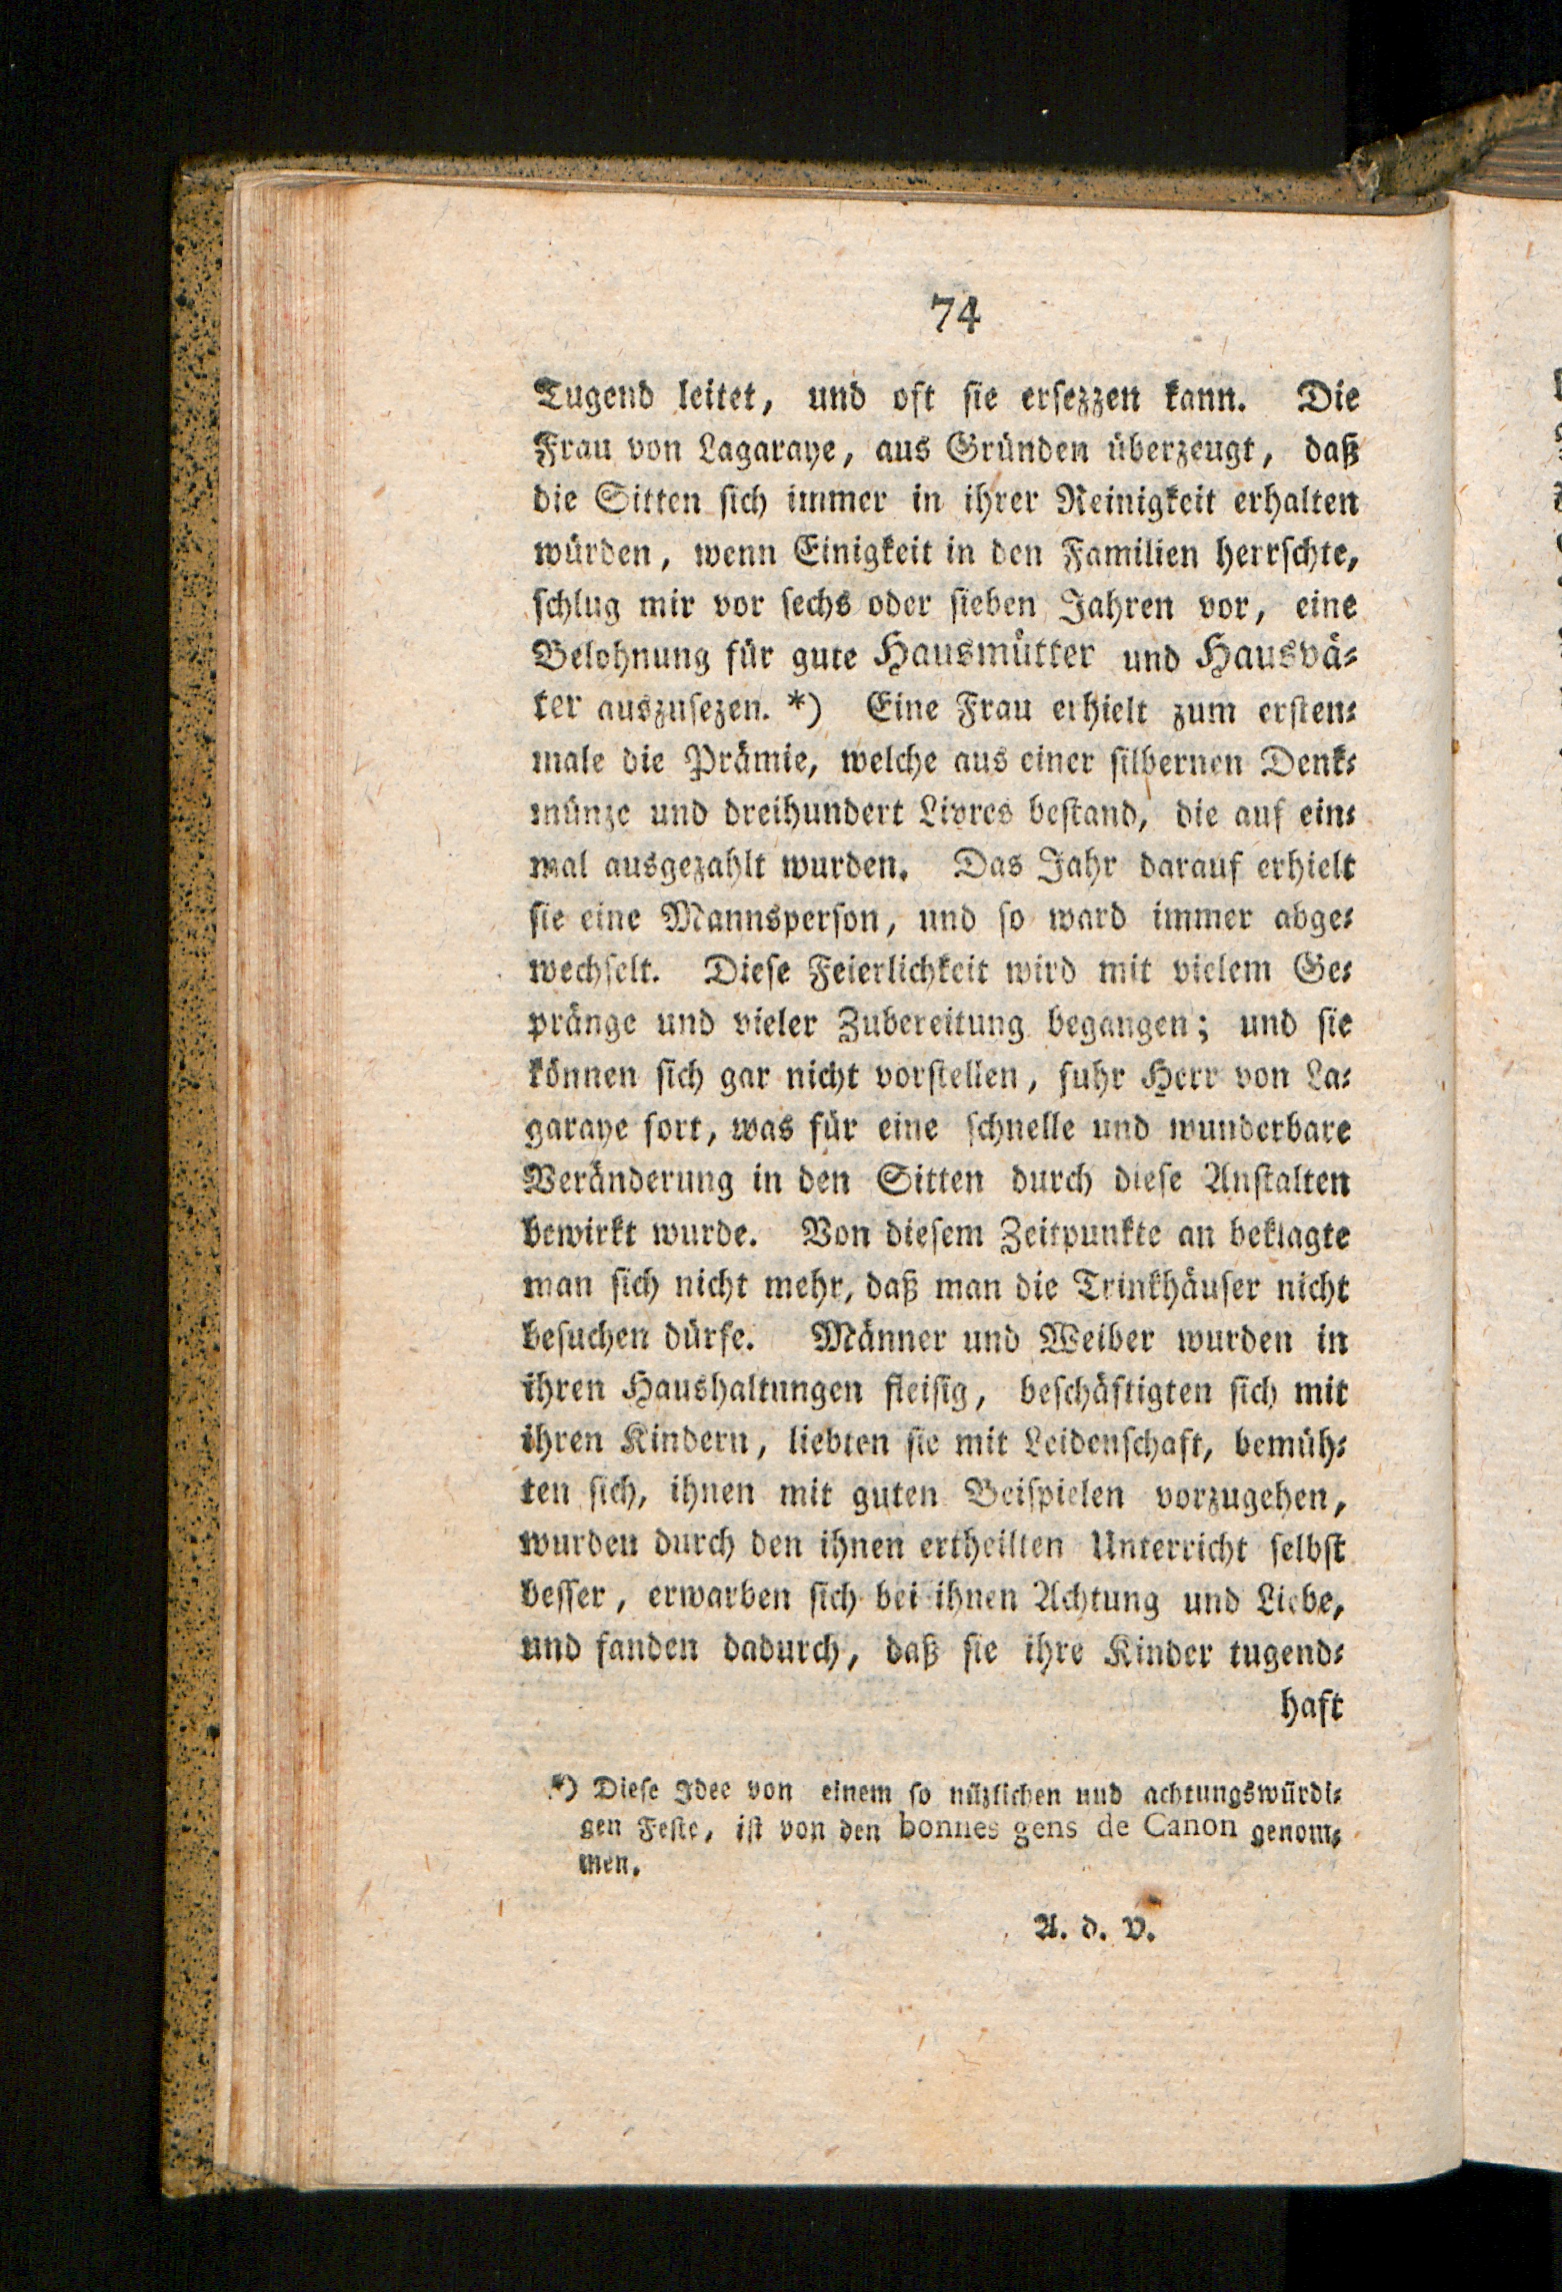 74
Tugend leitet, und oft sie ersezzen kann. Die
Frau von Lagaraye, aus Gründen überzeugt, daß
die Sitten sich immer in ihrer Reinigkeit erhalten
würden, wenn Einigkeit in den Familien herrschte,
schlug mir vor sechs oder sieben Jahren vor, eine
Belohnung für gute Hausmütter und Hausvä-
ter auszusezen. *) Eine Frau erhielt zum ersten-
male die Prämie, welche aus einer silbernen Denk-
münze und dreihundert Livres bestand, die auf ein-
mal ausgezahlt wurden. Das Jahr darauf erhielt
sie eine Mannsperson, und so ward immer abge-
wechselt. Diese Feierlichkeit wird mit vielem Ge-
pränge und vieler Zubereitung begangen; und sie
können sich gar nicht vorstellen, fuhr Herr von La-
garaye fort, was für eine schnelle und wunderbare
Veränderung in den Sitten durch diese Anstalten
bewirkt wurde. Von diesem Zeitpunkte an beklagte
man sich nicht mehr, daß man die Trinkhäuser nicht
besuchen dürfe. Männer und Weiber wurden in
ihren Haushaltungen fleisig, beschäftigten sich mit
ihren Kindern, liebten sie mit Leidenschaft, bemüh-
ten sich, ihnen mit guten Beispielen vorzugehen,
wurden durch den ihnen ertheilten Unterricht selbst
besser, erwarben sich bei ihnen Achtung und Liebe,
und fanden dadurch, daß sie ihre Kinder tugend-
haft
*) Diese Idee von einem so nüzlichen und achtungswürdi-
gen Feste, ist von den bonnes gens de Canon genom-
men.
A. d. V.